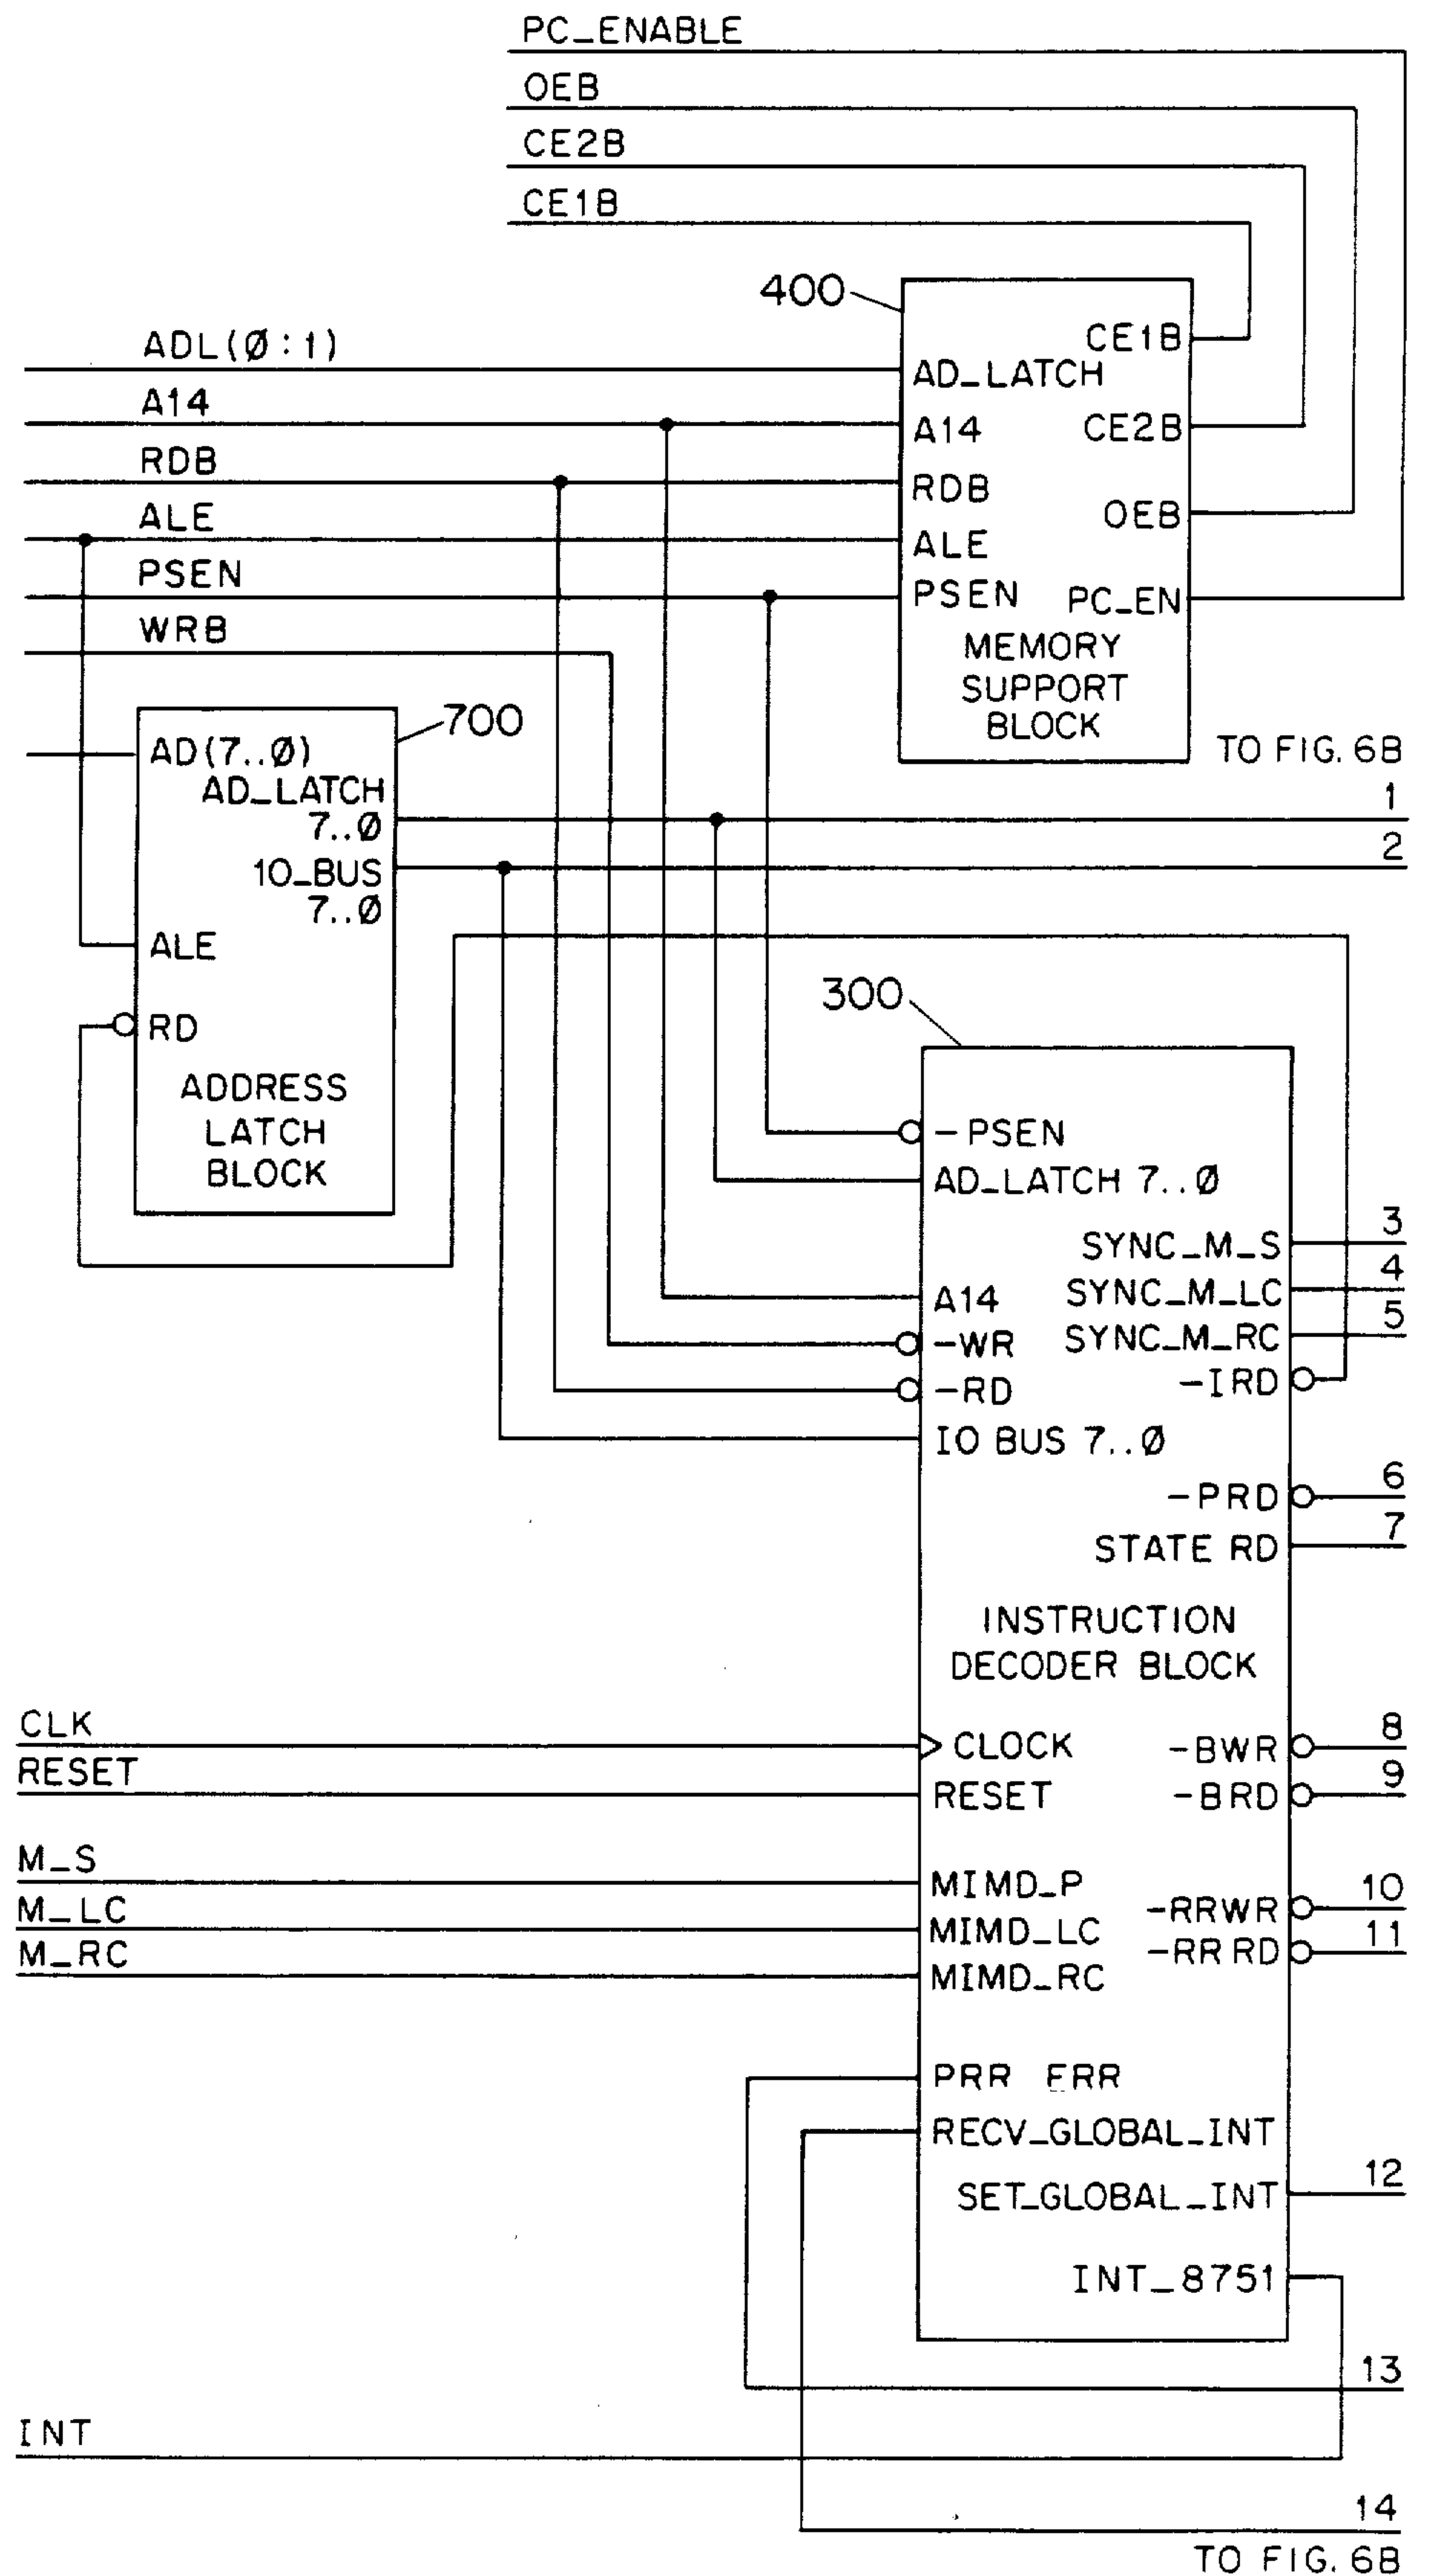 PC_ENABLE
OEB
CE2B
CE1B
400
ADL(Ø:1)
A14
RDB
ALE
PSEN
WRB
CE1B
AD_LATCH
A14
CE2B
RDB
OEB
ALE
PSEN
PC_EN
MEMORY
SUPPORT
BLOCK
TO FIG. 6B
700
AD(7..Ø)
AD_LATCH
7..Ø
IO_BUS
7..Ø
ALE
RD
ADDRESS
LATCH
BLOCK
1
2
300
-PSEN
AD_LATCH 7..Ø
SYNC_M_S
3
SYNC_M_LC
4
A14
SYNC_M_RC
5
-WR
-IRD
-RD
IO BUS 7..Ø
-PRD
6
STATE RD
7
INSTRUCTION
DECODER BLOCK
CLK
CLOCK
-BWR
8
RESET
RESET
-BRD
9
M_S
MIMD_P
-RRWR
10
M_LC
MIMD_LC
-RR RD
11
M_RC
MIMD_RC
PRR ERR
RECV_GLOBAL_INT
SET_GLOBAL_INT
12
INT_8751
13
INT
14
TO FIG. 6B